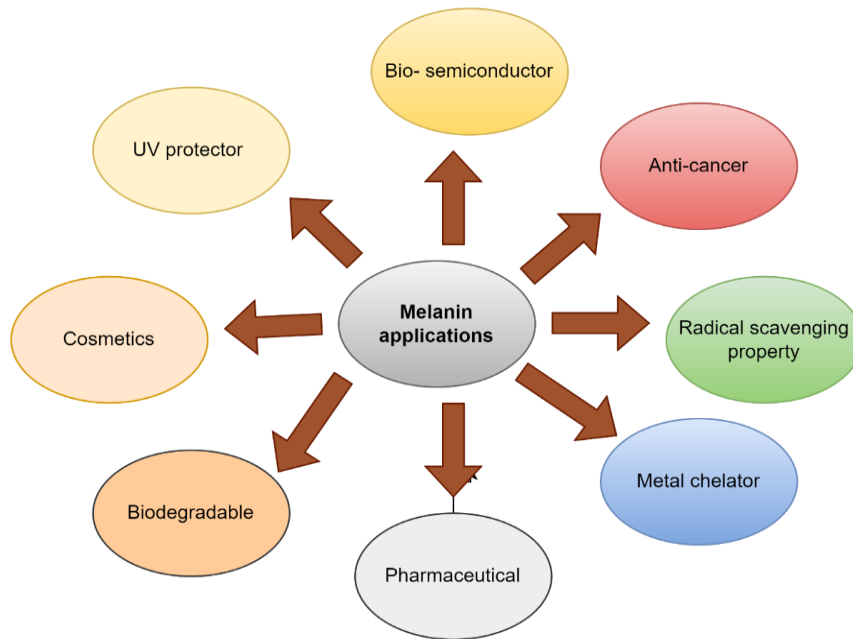 Bio- semiconductor
UV protector
Anti-cancer
Melanin
applications
Cosmetics
Radical scavenging
property
Metal chelator
Biodegradable
Pharmaceutical